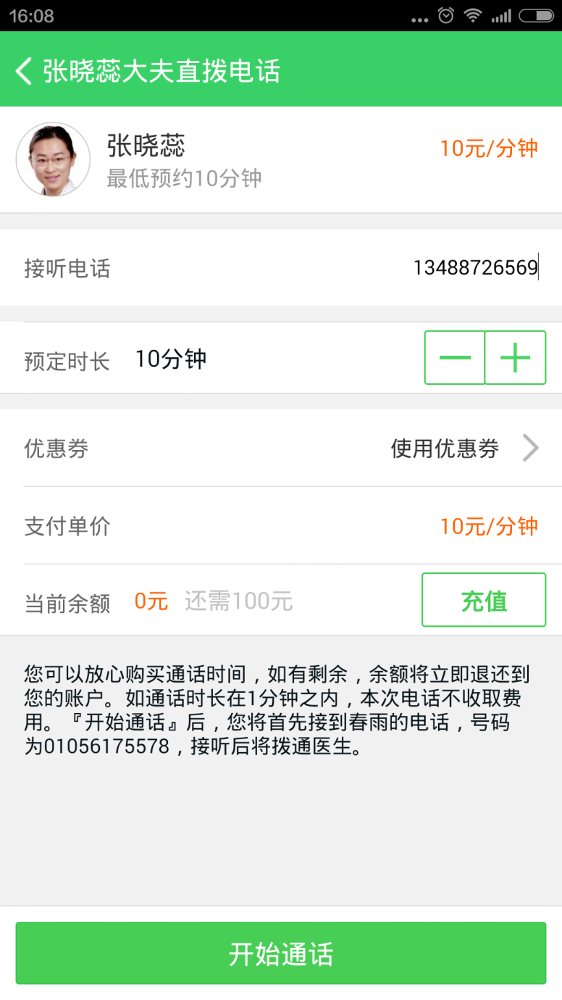 16:08
张晓蕊大夫直拨电话
张晓蕊
10元/分钟
最低预约10分钟
接听电话
13488726569
预定时长 10分钟
优惠券
使用优惠券
支付单价
10元/分钟
当前余额 0元 还需100元
充值
您可以放心购买通话时间，如有剩余，余额将立即退还到
您的账户。如通话时长在1分钟之内，本次电话不收取费
用。『开始通话』后，您将首先接到春雨的电话，号码
为01056175578，接听后将拨通医生。
开始通话